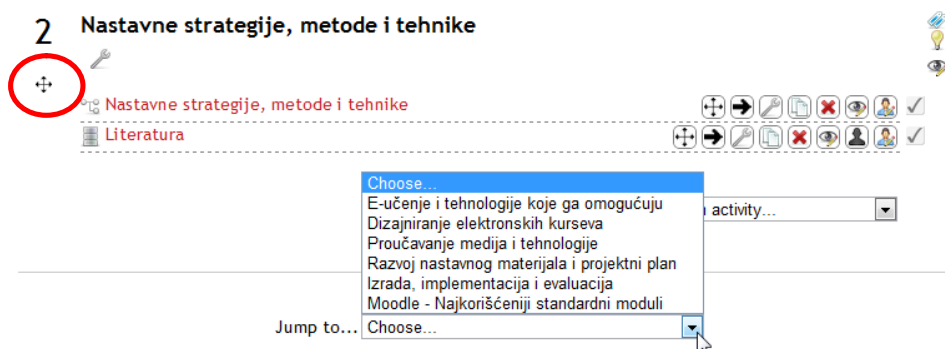 2 Nastavne strategije, metode i tehnike
Nastavne strategije, metode i tehnike
Literatura
Choose...
E-učenje i tehnologije koje ga omogućuju
activity...
Dizajniranje elektronskih kurseva
Proučavanje medija i tehnologije
Razvoj nastavnog materijala i projektni plan
Izrada, implementacija i evaluacija
Moodle - Najkorišćeniji standardni moduli
Jump to... Choose...